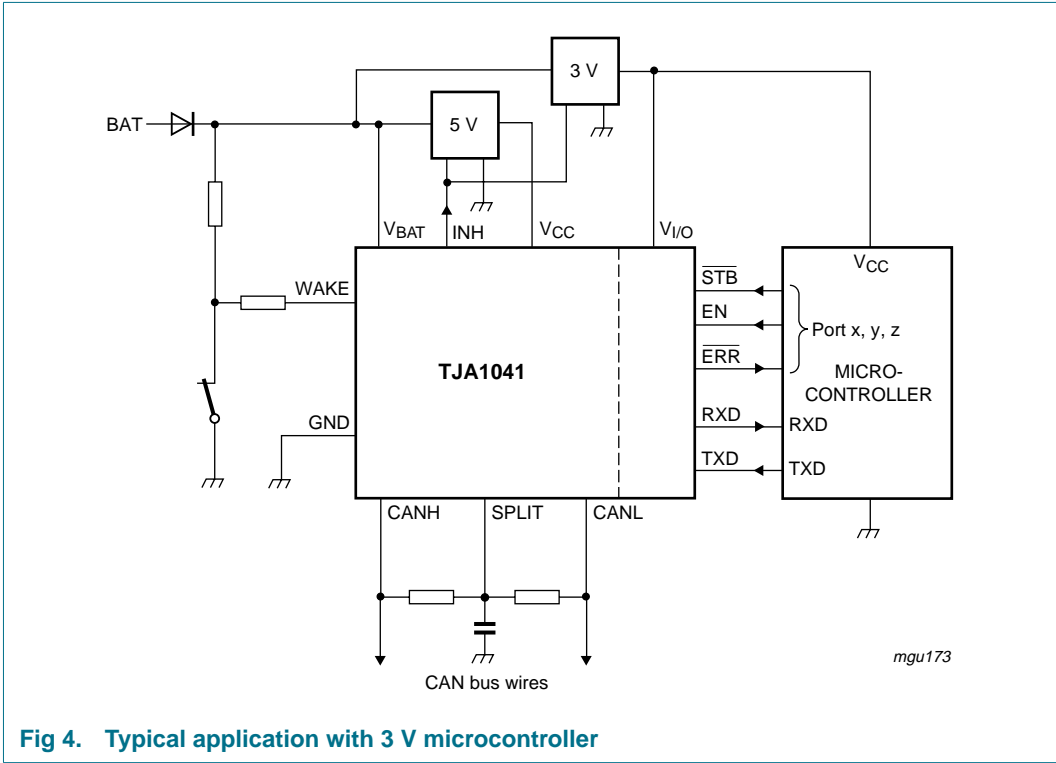 3 V
BAT
5 V
VBAT
INH
VCC
VI/O
VCC
STB
WAKE
EN
Port x, y, z
ERR
TJA1041
MICRO-
CONTROLLER
GND
RXD
RXD
TXD
TXD
CANH
SPLIT
CANL
mgu173
CAN bus wires
Fig 4. Typical application with 3 V microcontroller